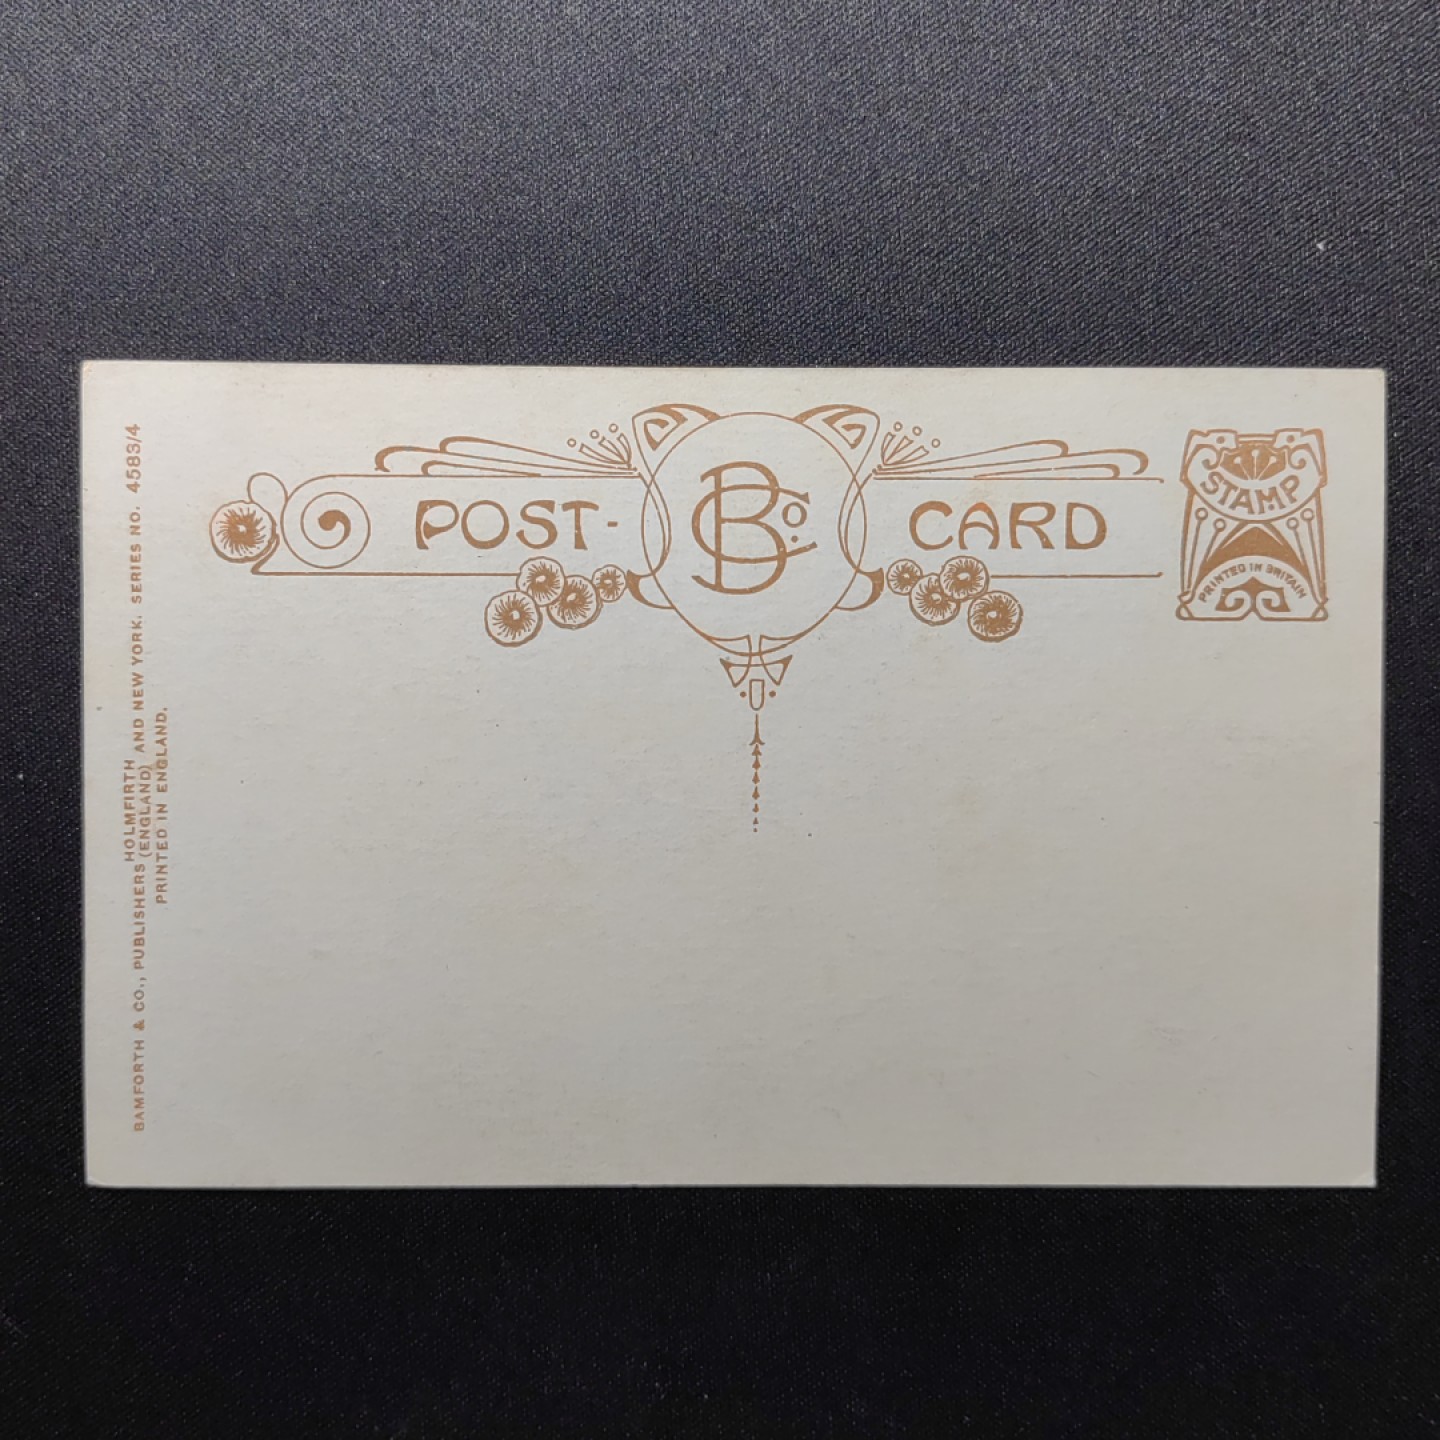 POST- BCo. CARD
STAMP
PRINTED IN BRITAIN
BAMFORTH & CO., PUBLISHERS HOLMFIRTH (ENGLAND) AND NEW YORK. SERIES NO. 4583/4
PRINTED IN ENGLAND.